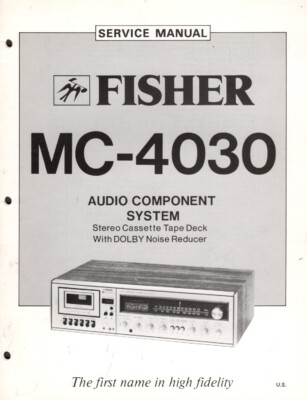 SERVICE MANUAL
FISHER
MC-4030
AUDIO COMPONENT
SYSTEM
Stereo Cassette Tape Deck
With DOLBY Noise Reducer
The first name in high fidelity
U.S.